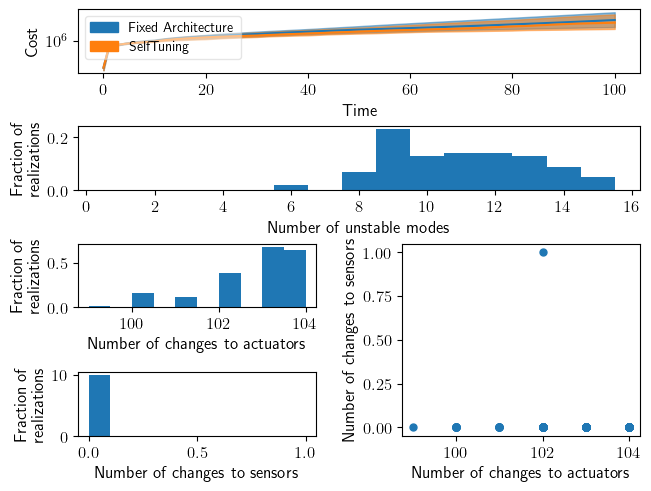 Cost
10^6
Fixed Architecture
SelfTuning
0 20 40 60 80 100
Time
Fraction of
realizations
0.2
0.0
0 2 4 6 8 10 12 14 16
Number of unstable modes
Fraction of
realizations
0.5
0.0
100 102 104
Number of changes to actuators
Fraction of
realizations
10
0
0.0 0.5 1.0
Number of changes to sensors
Number of changes to sensors
1.00
0.75
0.50
0.25
0.00
100 102 104
Number of changes to actuators